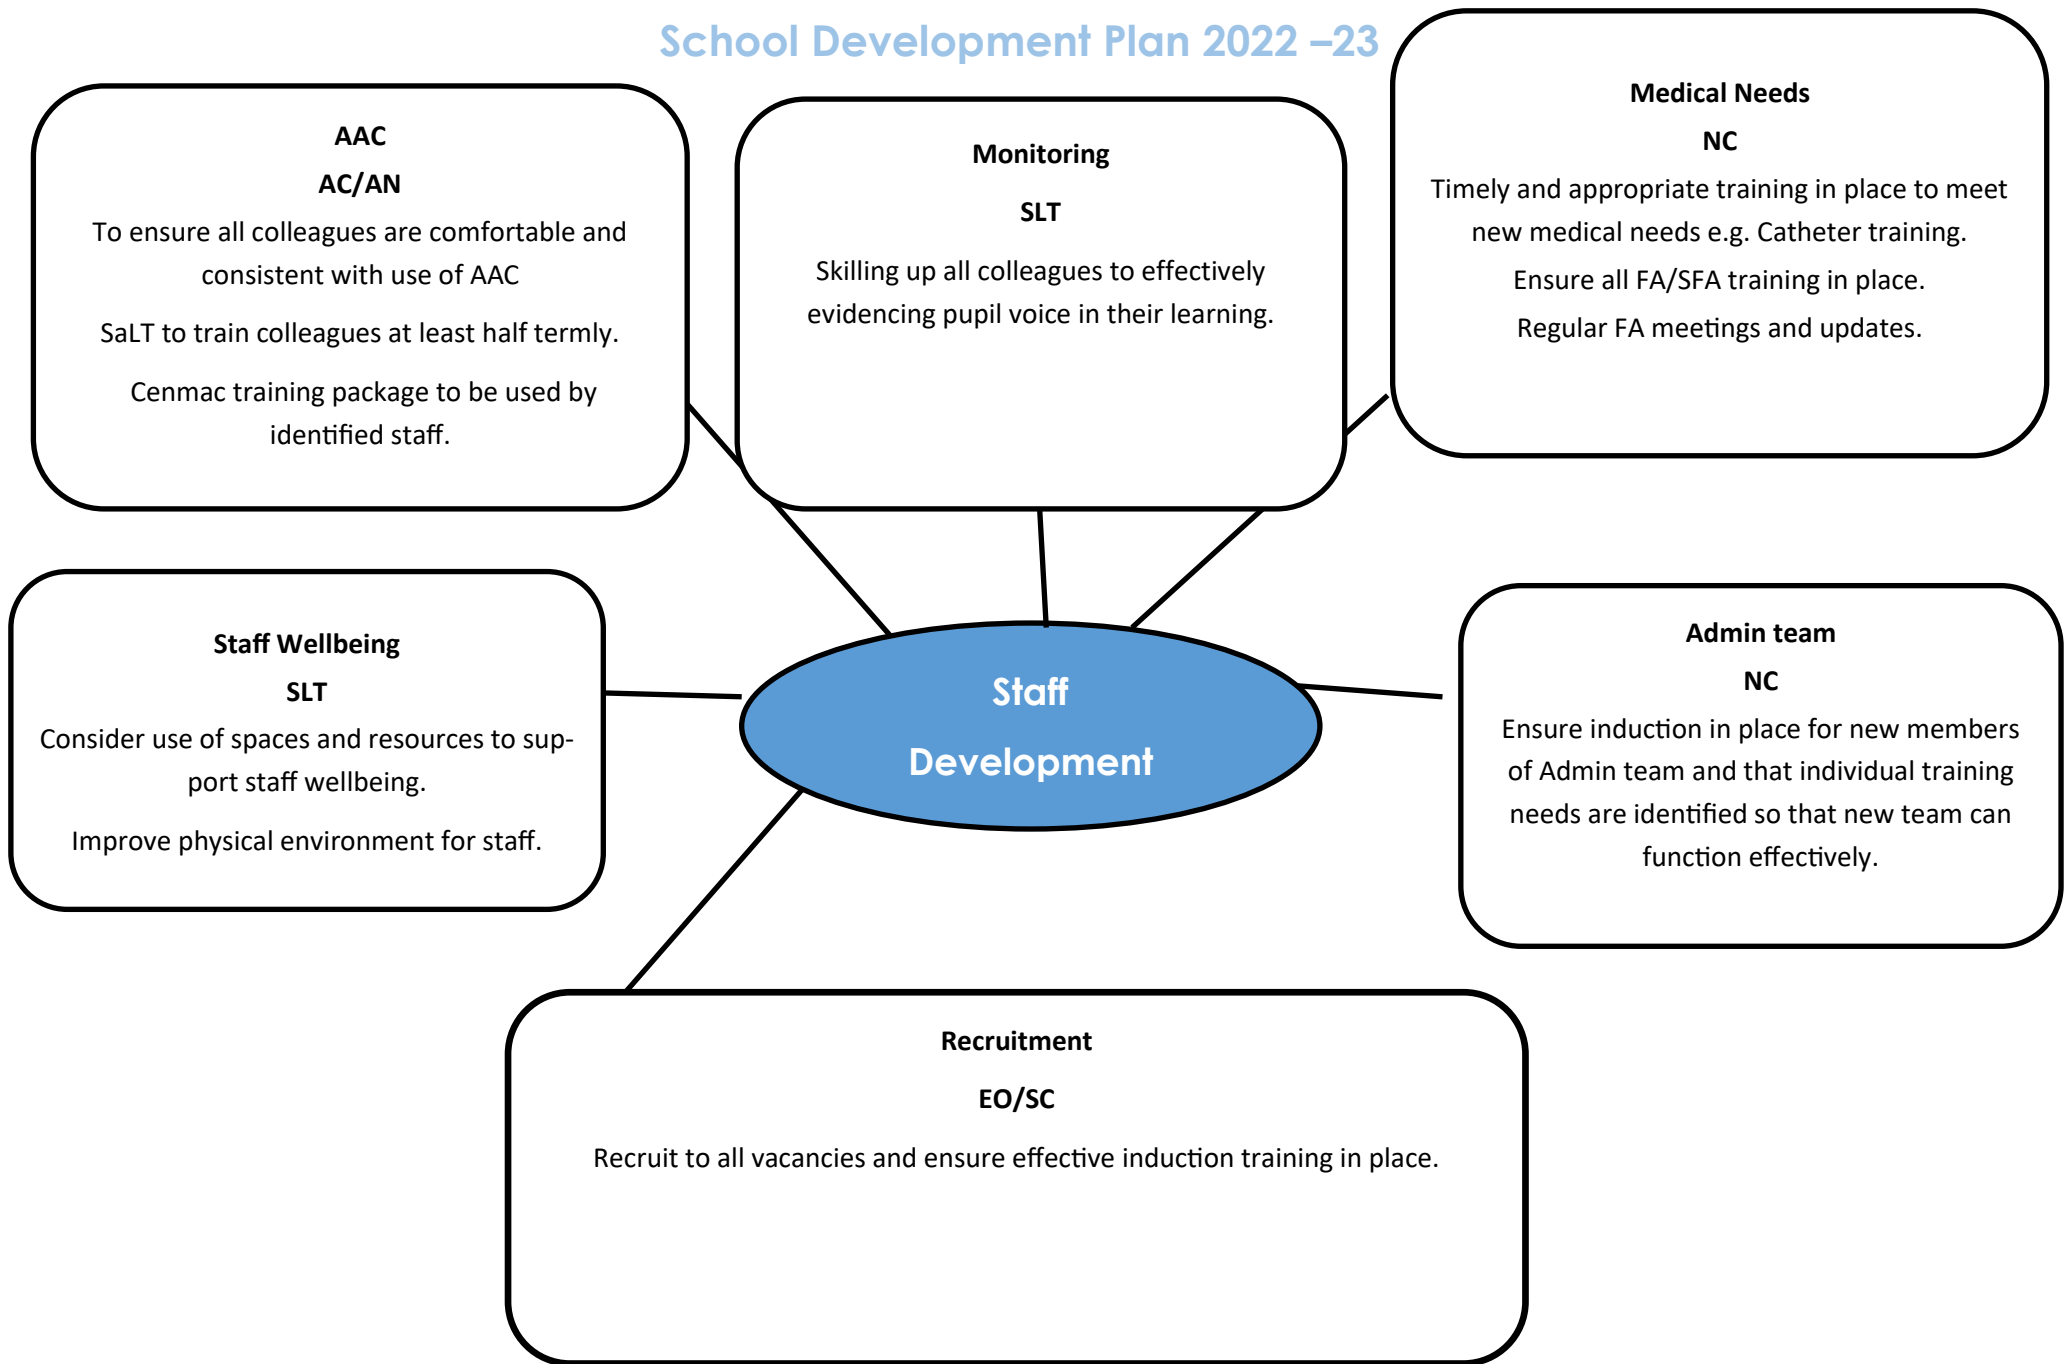 School Development Plan 2022 –23
AAC
AC/AN
To ensure all colleagues are comfortable and
consistent with use of AAC
SaLT to train colleagues at least half termly.
Cenmac training package to be used by
identified staff.
Monitoring
SLT
Skilling up all colleagues to effectively
evidencing pupil voice in their learning.
Medical Needs
NC
Timely and appropriate training in place to meet
new medical needs e.g. Catheter training.
Ensure all FA/SFA training in place.
Regular FA meetings and updates.
Staff Wellbeing
SLT
Consider use of spaces and resources to sup-
port staff wellbeing.
Improve physical environment for staff.
Staff
Development
Admin team
NC
Ensure induction in place for new members
of Admin team and that individual training
needs are identified so that new team can
function effectively.
Recruitment
EO/SC
Recruit to all vacancies and ensure effective induction training in place.